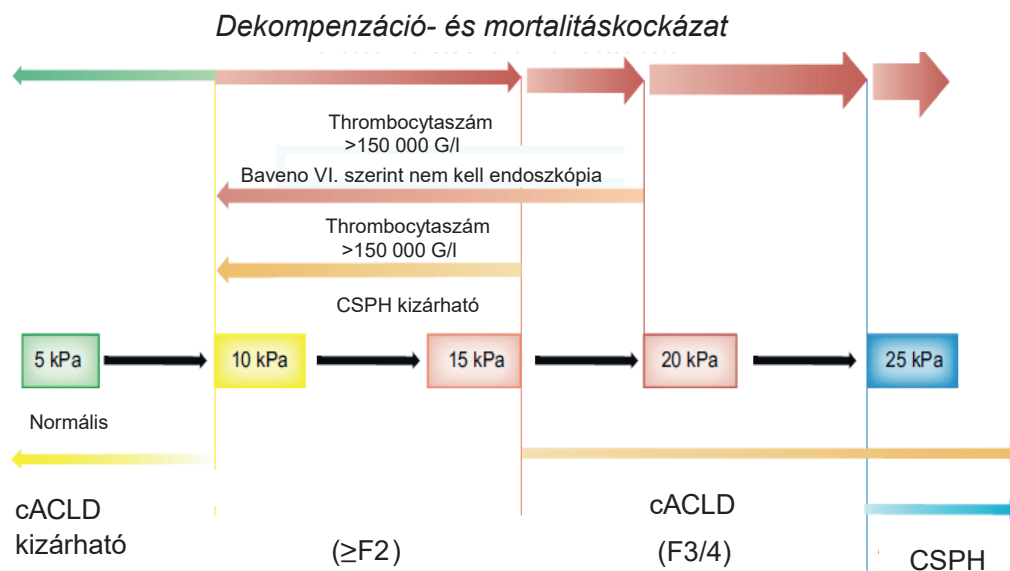 Dekompenzáció- és mortalitáskockázat
Thrombocytaszám
>150 000 G/l
Baveno VI. szerint nem kell endoszkópia
Thrombocytaszám
>150 000 G/l
CSPH kizárható
5 kPa
10 kPa
15 kPa
20 kPa
25 kPa
Normális
cACLD
kizárható
(≥F2)
cACLD
(F3/4)
CSPH